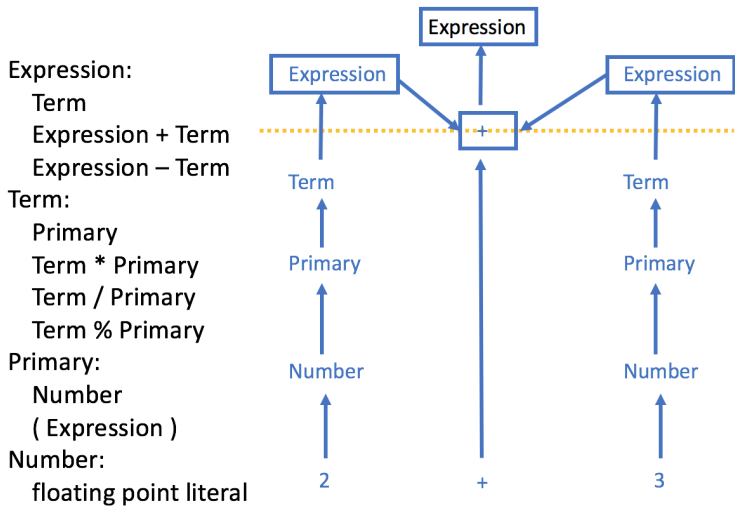 Expression:
Term
Expression + Term
Expression – Term
Term:
Primary
Term * Primary
Term / Primary
Term % Primary
Primary:
Number
( Expression )
Number:
floating point literal
Expression
Expression
Expression
+
Term
Term
Primary
Primary
Number
Number
2
+
3